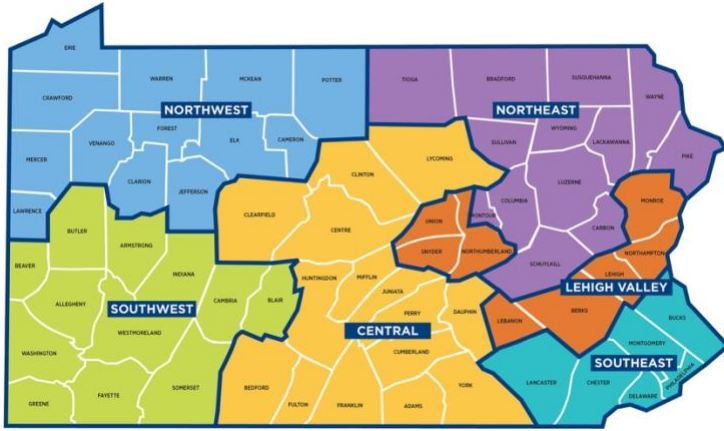 ERIE
WARREN
MCKEAN
POTTER
CRAWFORD
NORTHWEST
FOREST
ELK
CAMERON
VENANGO
MERCER
CLARION
JEFFERSON
LAWRENCE
TIOGA
BRADFORD
SUSQUEHANNA
WAYNE
NORTHEAST
WYOMING
SULLIVAN
LACKAWANNA
PIKE
LUZERNE
COLUMBIA
MONTOUR
CARBON
SCHUYLKILL
LYCOMING
CLINTON
CLEARFIELD
CENTRE
UNION
SNYDER
NORTHUMBERLAND
MONROE
NORTHAMPTON
LEHIGH
LEHIGH VALLEY
BERKS
LEBANON
BUTLER
ARMSTRONG
BEAVER
INDIANA
ALLEGHENY
CAMBRIA
BLAIR
SOUTHWEST
WESTMORELAND
WASHINGTON
FAYETTE
SOMERSET
GREENE
HUNTINGDON
MIFFLIN
JUNIATA
PERRY
DAUPHIN
CENTRAL
CUMBERLAND
BEDFORD
FULTON
FRANKLIN
ADAMS
YORK
BUCKS
MONTGOMERY
SOUTHEAST
PHILADELPHIA
LANCASTER
CHESTER
DELAWARE